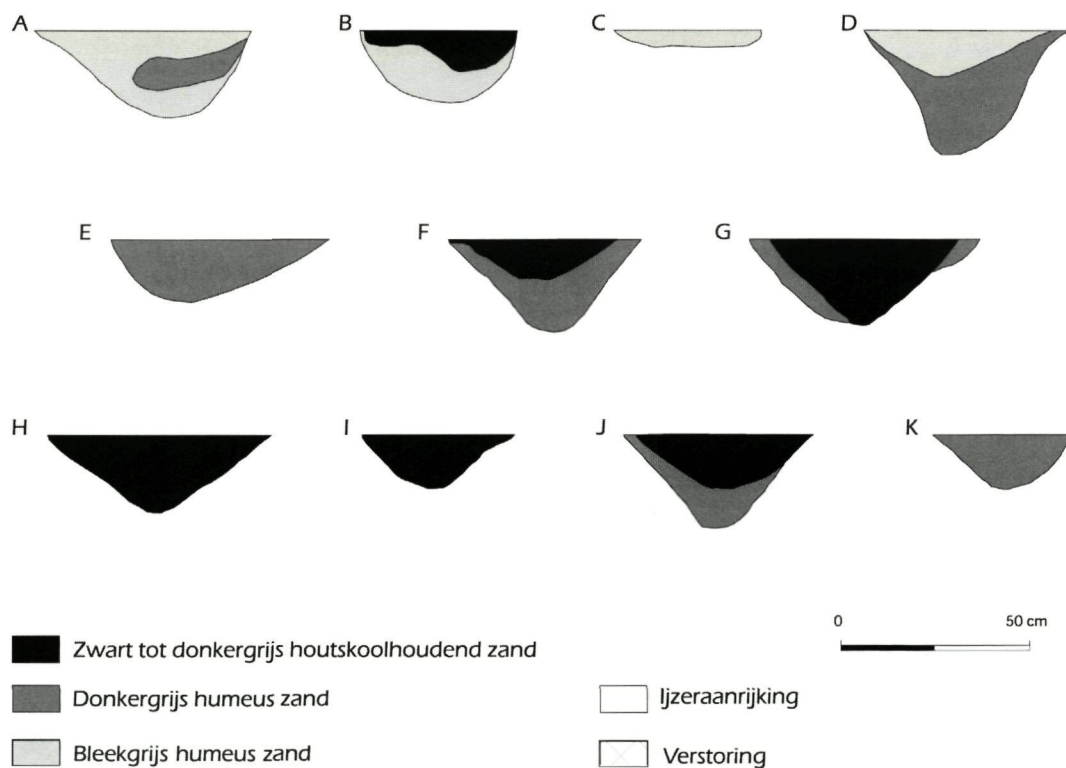 A B C D
E F G
H I J K
0 50 cm
Zwart tot donkergrijs houtskoolhoudend zand
Donkergrijs humeus zand
Ijzeraanrijking
Bleekgrijs humeus zand
Verstoring